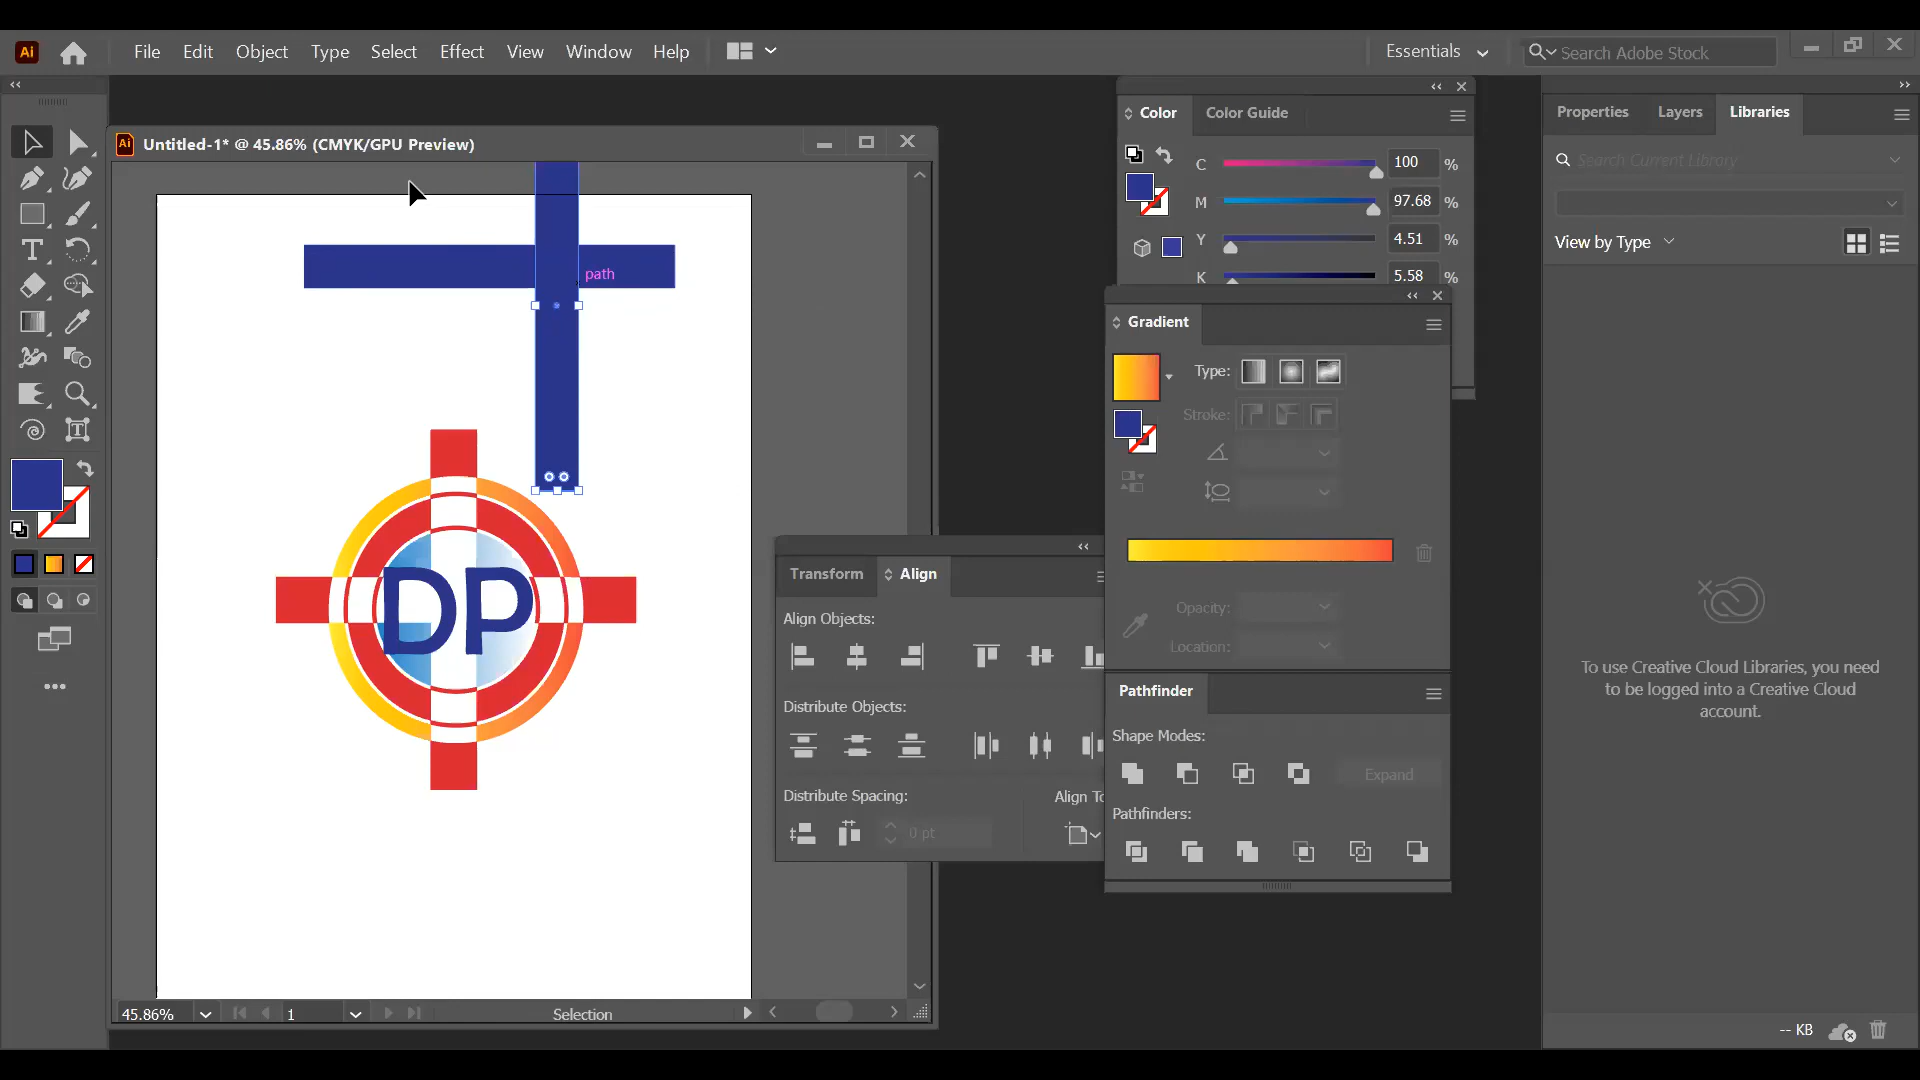 Ai File Edit Object Type Select Effect View Window Help Essentials Search Adobe Stock
Ai Untitled-1* @ 45.86% (CMYK/GPU Preview)
path
DP
45.86% 1 Selection
Color Color Guide
C 100 %
M 97.68 %
Y 4.51 %
K 5.58 %
Gradient
Type:
Stroke:
Opacity:
Location:
Transform Align
Align Objects:
Distribute Objects:
Distribute Spacing:
Align To
0 pt
Pathfinder
Shape Modes:
Expand
Pathfinders:
Properties Layers Libraries
Search Current Library
View by Type
To use Creative Cloud Libraries, you need
to be logged into a Creative Cloud
account.
-- KB